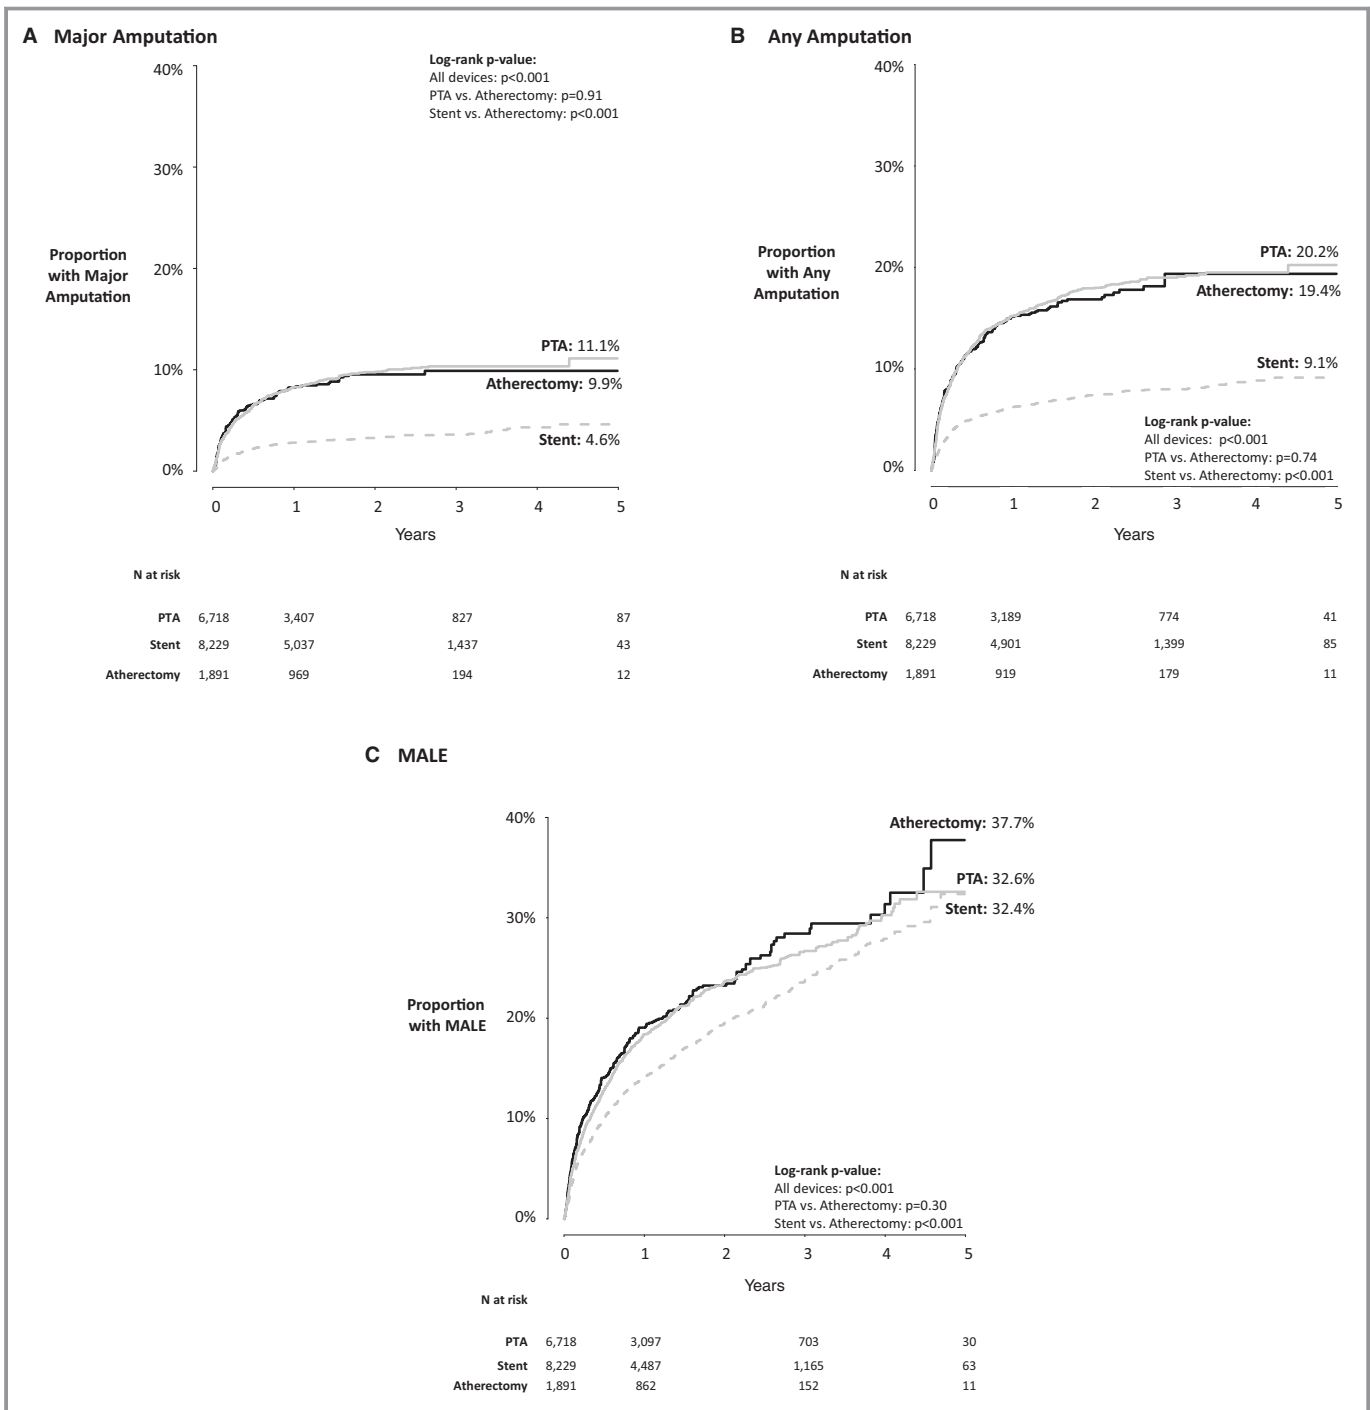 A Major Amputation
Log-rank p-value:
All devices: p<0.001
PTA vs. Atherectomy: p=0.91
Stent vs. Atherectomy: p<0.001
40%
30%
20%
10%
0%
Proportion
with Major
Amputation
PTA: 11.1%
Atherectomy: 9.9%
Stent: 4.6%
0 1 2 3 4 5
Years
N at risk
PTA 6,718 3,407 827 87
Stent 8,229 5,037 1,437 43
Atherectomy 1,891 969 194 12
B Any Amputation
40%
30%
20%
10%
0%
Proportion
with Any
Amputation
PTA: 20.2%
Atherectomy: 19.4%
Stent: 9.1%
Log-rank p-value:
All devices: p<0.001
PTA vs. Atherectomy: p=0.74
Stent vs. Atherectomy: p<0.001
0 1 2 3 4 5
Years
N at risk
PTA 6,718 3,189 774 41
Stent 8,229 4,901 1,399 85
Atherectomy 1,891 919 179 11
C MALE
40%
30%
20%
10%
0%
Proportion
with MALE
Atherectomy: 37.7%
PTA: 32.6%
Stent: 32.4%
Log-rank p-value:
All devices: p<0.001
PTA vs. Atherectomy: p=0.30
Stent vs. Atherectomy: p<0.001
0 1 2 3 4 5
Years
N at risk
PTA 6,718 3,097 703 30
Stent 8,229 4,487 1,165 63
Atherectomy 1,891 862 152 11